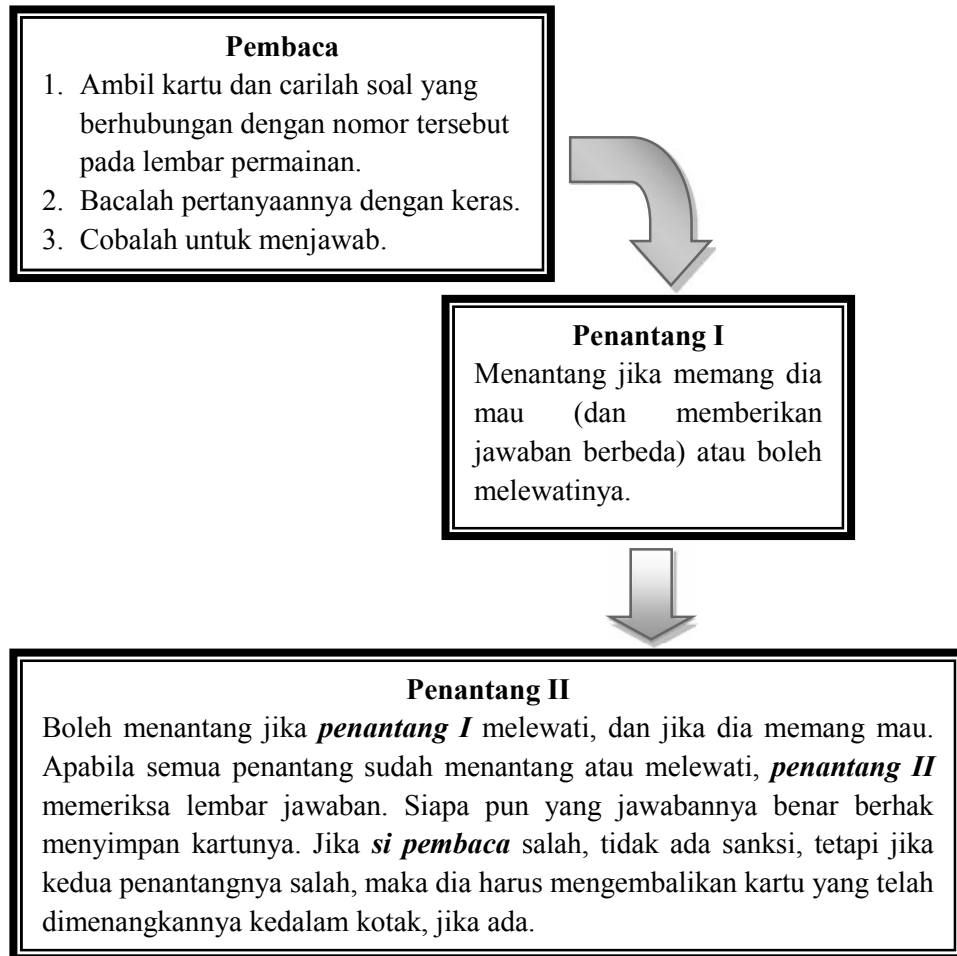 Pembaca
1. Ambil kartu dan carilah soal yang
berhubungan dengan nomor tersebut
pada lembar permainan.
2. Bacalah pertanyaannya dengan keras.
3. Cobalah untuk menjawab.
Penantang I
Menantang jika memang dia
mau (dan memberikan
jawaban berbeda) atau boleh
melewatinya.
Penantang II
Boleh menantang jika penantang I melewati, dan jika dia memang mau.
Apabila semua penantang sudah menantang atau melewati, penantang II
memeriksa lembar jawaban. Siapa pun yang jawabannya benar berhak
menyimpan kartunya. Jika si pembaca salah, tidak ada sanksi, tetapi jika
kedua penantangnya salah, maka dia harus mengembalikan kartu yang telah
dimenangkannya kedalam kotak, jika ada.